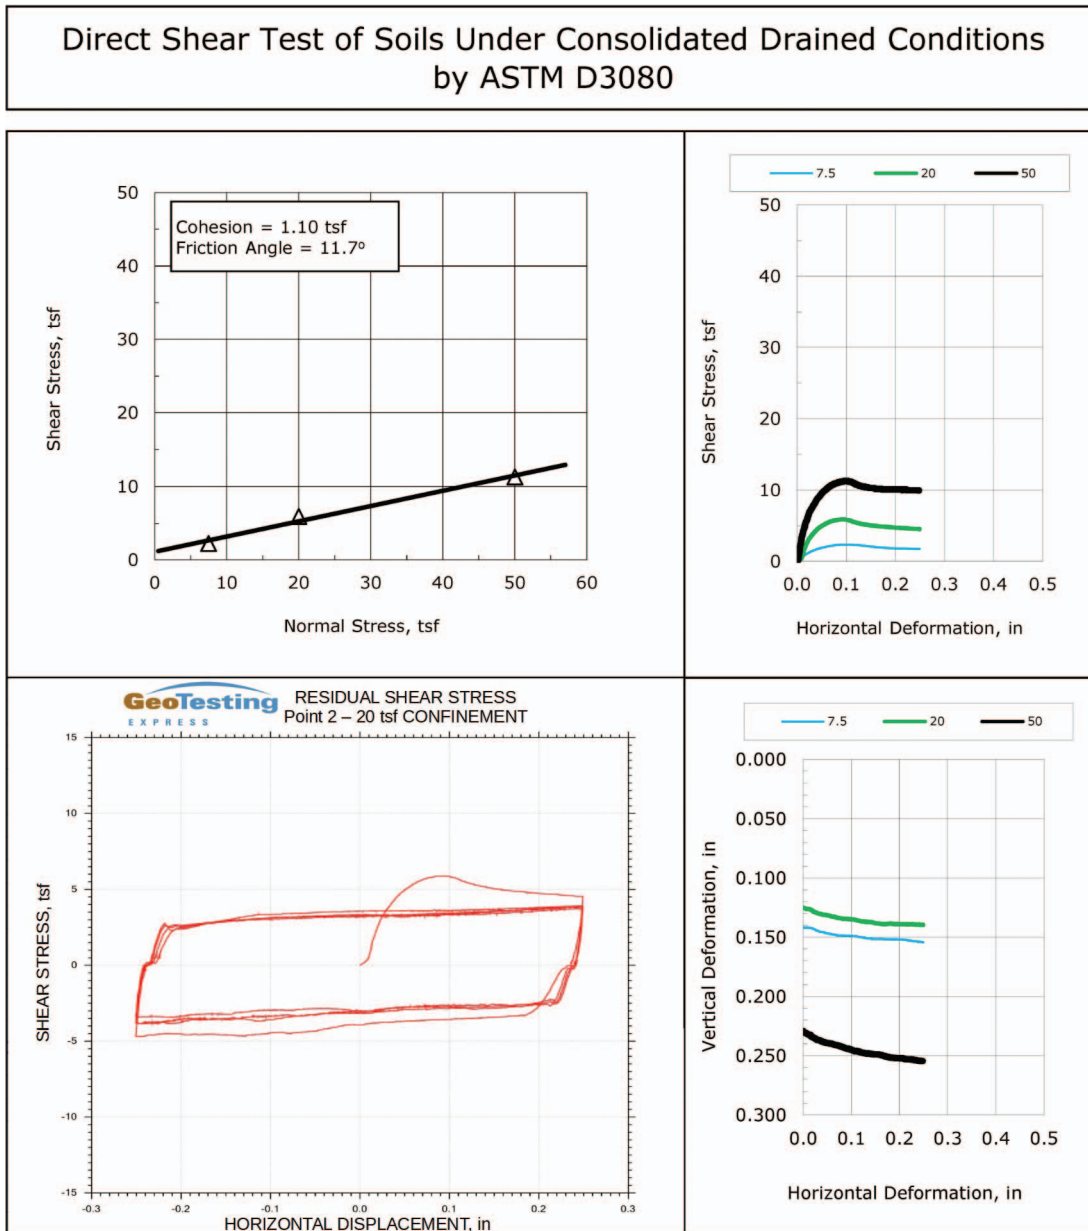 Direct Shear Test of Soils Under Consolidated Drained Conditions
by ASTM D3080
Cohesion = 1.10 tsf
Friction Angle = 11.7°
50
40
30
20
10
0
Shear Stress, tsf
0 10 20 30 40 50 60
Normal Stress, tsf
7.5 20 50
50
40
30
20
10
0
Shear Stress, tsf
0.0 0.1 0.2 0.3 0.4 0.5
Horizontal Deformation, in
GeoTesting
EXPRESS
RESIDUAL SHEAR STRESS
Point 2 – 20 tsf CONFINEMENT
15
10
5
0
-5
-10
-15
SHEAR STRESS, tsf
-0.3 -0.2 -0.1 0.0 0.1 0.2 0.3
HORIZONTAL DISPLACEMENT, in
7.5 20 50
0.000
0.050
0.100
0.150
0.200
0.250
0.300
Vertical Deformation, in
0.0 0.1 0.2 0.3 0.4 0.5
Horizontal Deformation, in